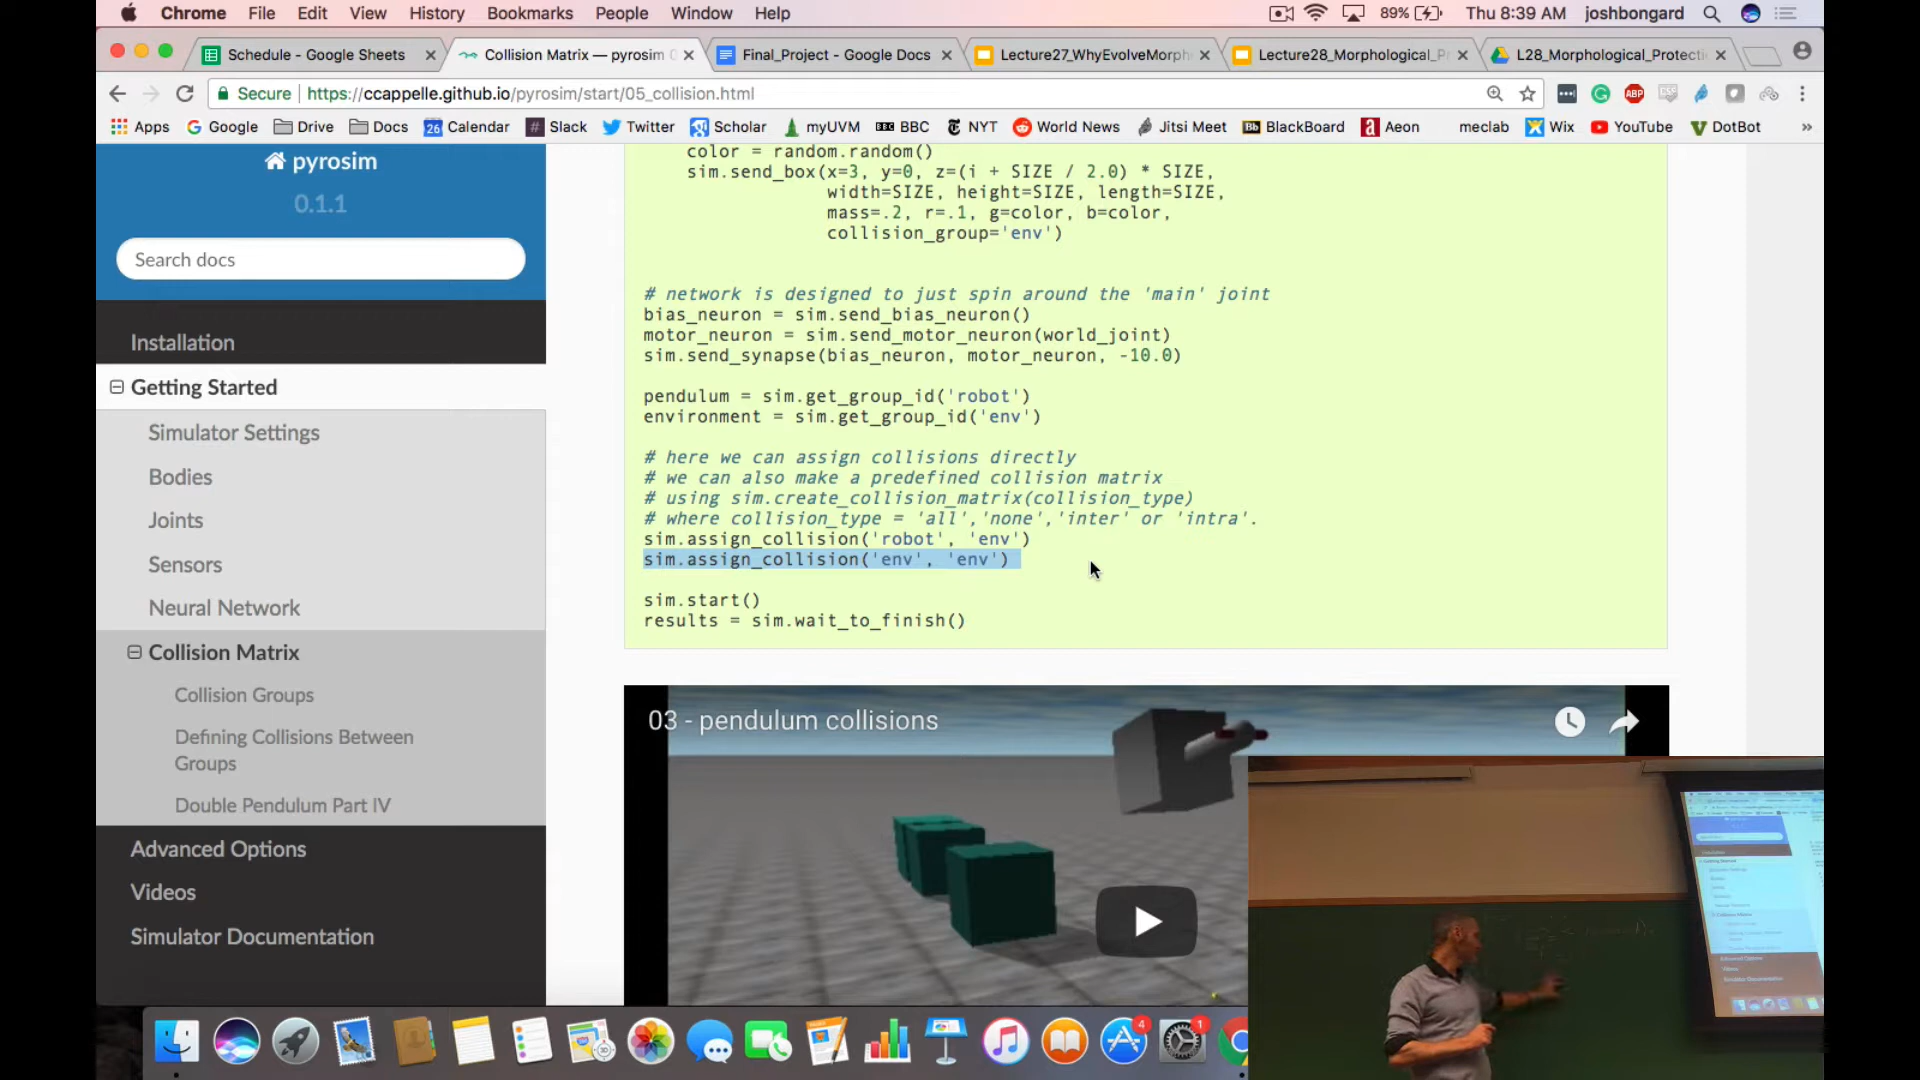 Chrome File Edit View History Bookmarks People Window Help 89% Thu 8:39 AM joshbongard
Schedule - Google Sheets Collision Matrix — pyrosim 0 Final_Project - Google Docs Lecture27_WhyEvolveMorph Lecture28_Morphological_P L28_Morphological_Protecti
Secure https://ccappelle.github.io/pyrosim/start/05_collision.html
Apps Google Drive Docs 26 Calendar Slack Twitter Scholar myUVM BBC NYT World News Jitsi Meet Bb BlackBoard Aeon meclab Wix YouTube DotBot »
pyrosim
0.1.1
Search docs
Installation
Getting Started
Simulator Settings
Bodies
Joints
Sensors
Neural Network
Collision Matrix
Collision Groups
Defining Collisions Between
Groups
Double Pendulum Part IV
Advanced Options
Videos
Simulator Documentation
color = random.random()
sim.send_box(x=3, y=0, z=(i + SIZE / 2.0) * SIZE,
width=SIZE, height=SIZE, length=SIZE,
mass=.2, r=.1, g=color, b=color,
collision_group='env')
# network is designed to just spin around the 'main' joint
bias_neuron = sim.send_bias_neuron()
motor_neuron = sim.send_motor_neuron(world_joint)
sim.send_synapse(bias_neuron, motor_neuron, -10.0)
pendulum = sim.get_group_id('robot')
environment = sim.get_group_id('env')
# here we can assign collisions directly
# we can also make a predefined collision matrix
# using sim.create_collision_matrix(collision_type)
# where collision_type = 'all','none','inter' or 'intra'.
sim.assign_collision('robot', 'env')
sim.assign_collision('env', 'env')
sim.start()
results = sim.wait_to_finish()
03 - pendulum collisions
4
1